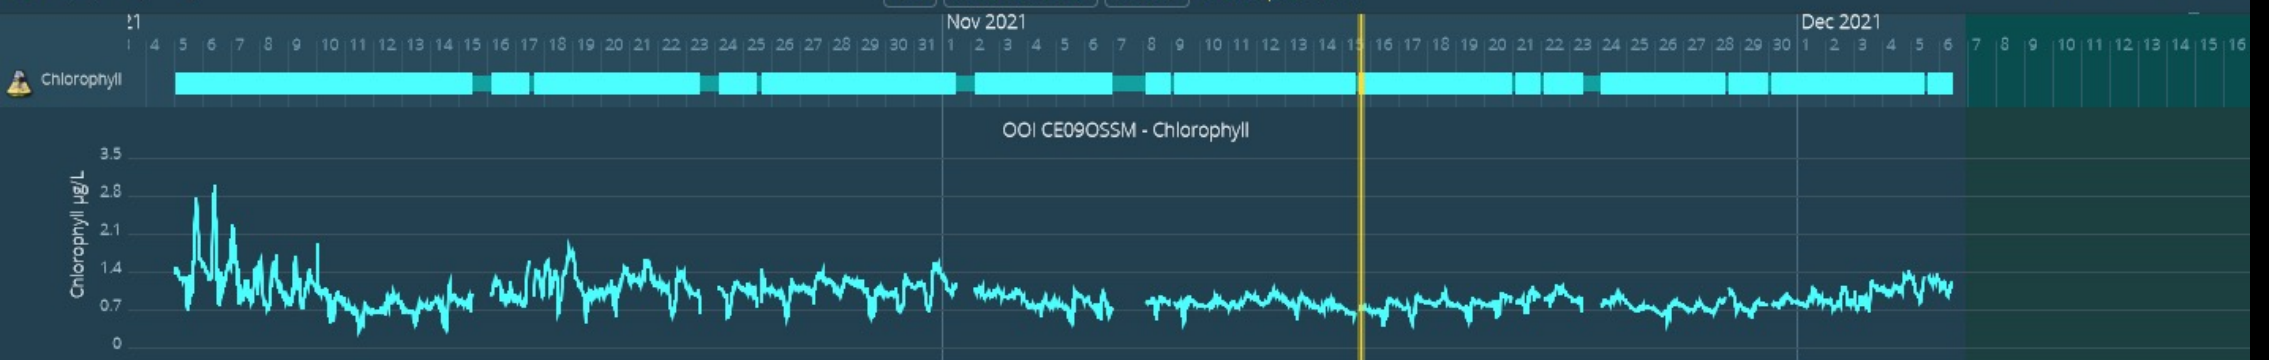 21 Nov 2021 Dec 2021
3 4 5 6 7 8 9 10 11 12 13 14 15 16 17 18 19 20 21 22 23 24 25 26 27 28 29 30 31 1 2 3 4 5 6 7 8 9 10 11 12 13 14 15 16 17 18 19 20 21 22 23 24 25 26 27 28 29 30 1 2 3 4 5 6 7 8 9 10 11 12 13 14 15 16
Chlorophyll
OOI CE09OSSM - Chlorophyll
Chlorophyll µg/L
3.5
2.8
2.1
1.4
0.7
0